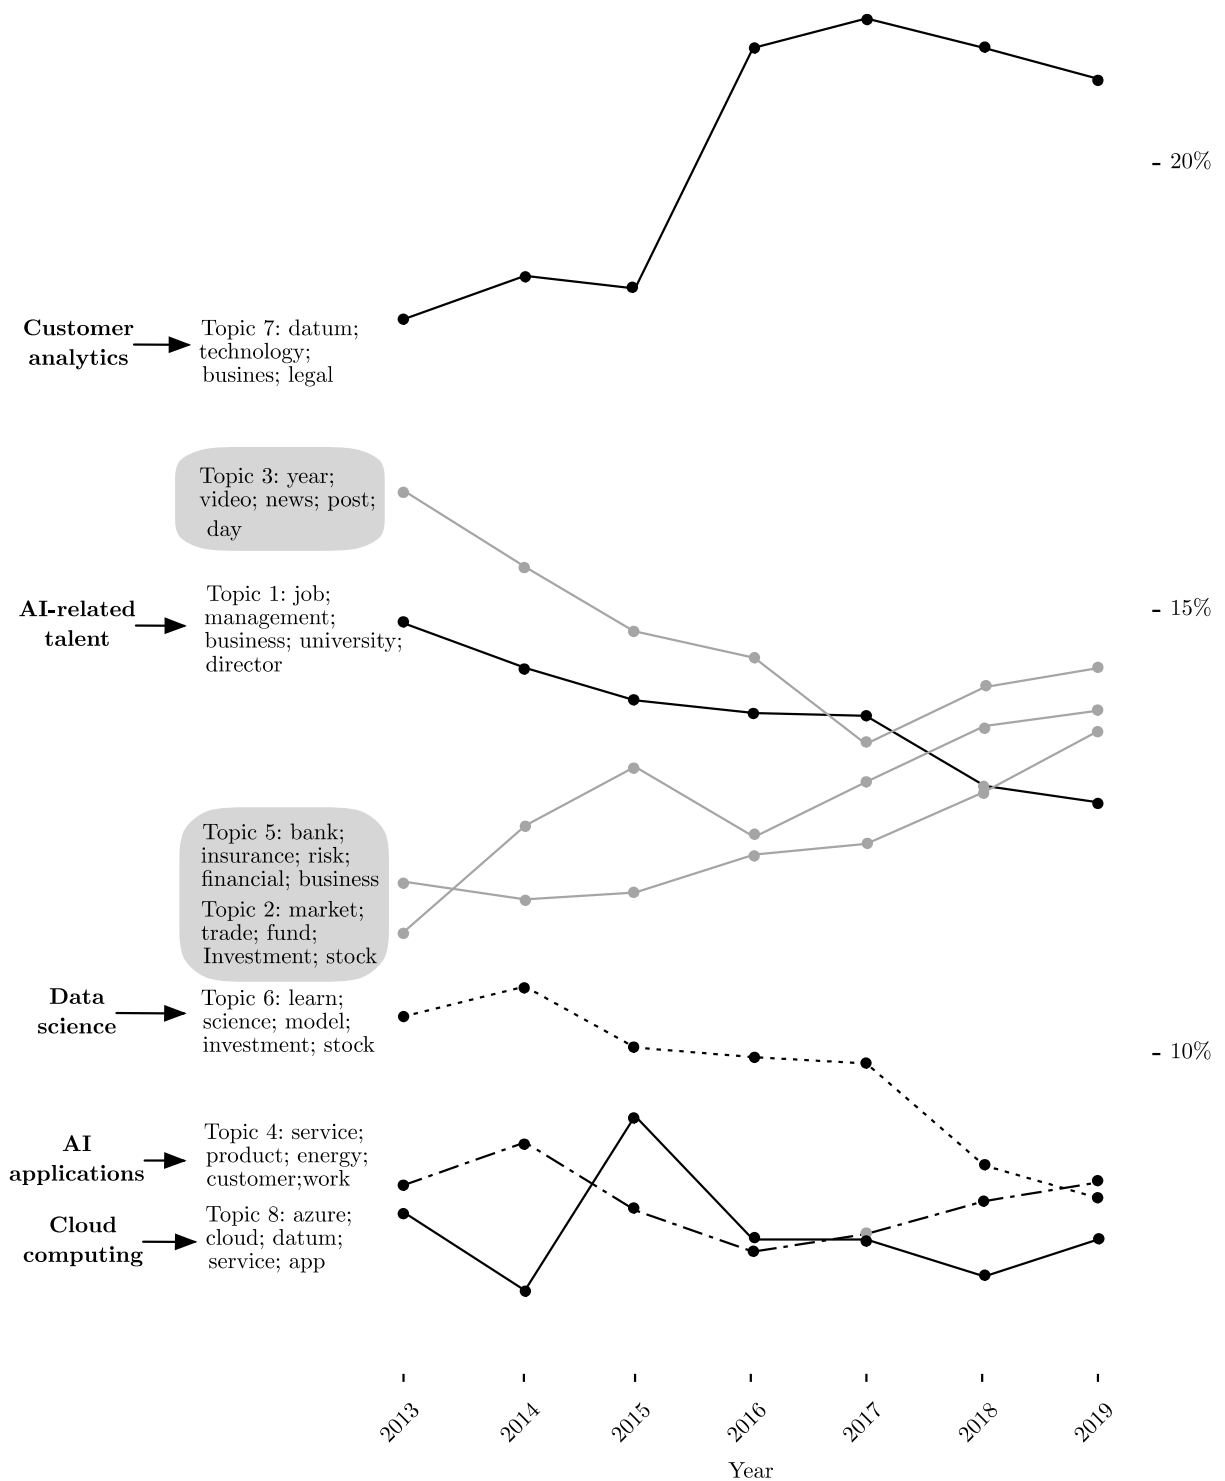 20%
Customer
analytics
Topic 7: datum;
technology;
busines; legal
Topic 3: year;
video; news; post;
day
15%
AI-related
talent
Topic 1: job;
management;
business; university;
director
Topic 5: bank;
insurance; risk;
financial; business
Topic 2: market;
trade; fund;
Investment; stock
Data
science
Topic 6: learn;
science; model;
investment; stock
10%
AI
applications
Topic 4: service;
product; energy;
customer;work
Cloud
computing
Topic 8: azure;
cloud; datum;
service; app
2013 2014 2015 2016 2017 2018 2019
Year